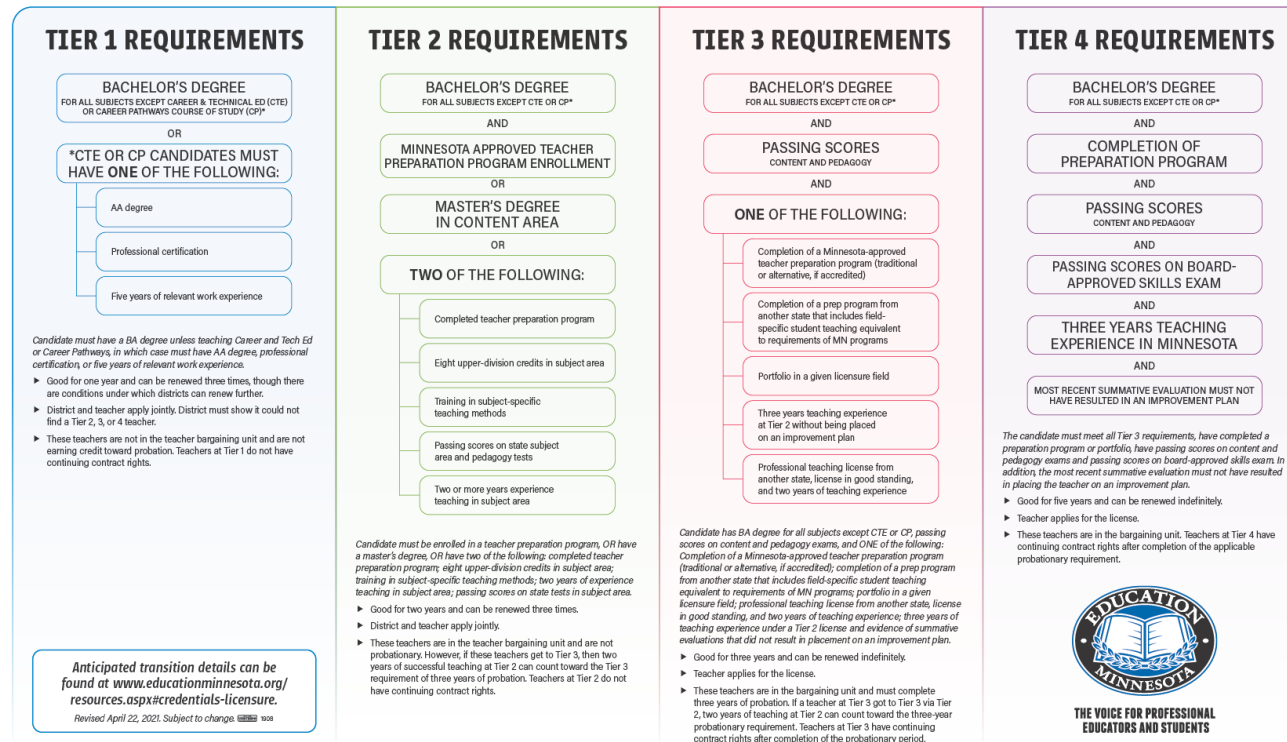 TIER 1 REQUIREMENTS
BACHELOR'S DEGREE
FOR ALL SUBJECTS EXCEPT CAREER & TECHNICAL ED (CTE)
OR CAREER PATHWAYS COURSE OF STUDY (CP)*
OR
*CTE OR CP CANDIDATES MUST
HAVE ONE OF THE FOLLOWING:
AA degree
Professional certification
Five years of relevant work experience
Candidate must have a BA degree unless teaching Career and Tech Ed
or Career Pathways, in which case must have AA degree, professional
certification, or five years of relevant work experience.
► Good for one year and can be renewed three times, though there
are conditions under which districts can renew further.
► District and teacher apply jointly. District must show it could not
find a Tier 2, 3, or 4 teacher.
► These teachers are not in the teacher bargaining unit and are not
earning credit toward probation. Teachers at Tier 1 do not have
continuing contract rights.
Anticipated transition details can be
found at www.educationminnesota.org/
resources.aspx#credentials-licensure.
Revised April 22, 2021. Subject to change. 1908
TIER 2 REQUIREMENTS
BACHELOR'S DEGREE
FOR ALL SUBJECTS EXCEPT CTE OR CP*
AND
MINNESOTA APPROVED TEACHER
PREPARATION PROGRAM ENROLLMENT
OR
MASTER'S DEGREE
IN CONTENT AREA
OR
TWO OF THE FOLLOWING:
Completed teacher preparation program
Eight upper-division credits in subject area
Training in subject-specific
teaching methods
Passing scores on state subject
area and pedagogy tests
Two or more years experience
teaching in subject area
Candidate must be enrolled in a teacher preparation program, OR have
a master's degree, OR have two of the following: completed teacher
preparation program; eight upper-division credits in subject area;
training in subject-specific teaching methods; two years of experience
teaching in subject area; passing scores on state tests in subject area.
► Good for two years and can be renewed three times.
► District and teacher apply jointly.
► These teachers are in the teacher bargaining unit and are not
probationary. However, if these teachers get to Tier 3, then two
years of successful teaching at Tier 2 can count toward the Tier 3
requirement of three years of probation. Teachers at Tier 2 do not
have continuing contract rights.
TIER 3 REQUIREMENTS
BACHELOR'S DEGREE
FOR ALL SUBJECTS EXCEPT CTE OR CP*
AND
PASSING SCORES
CONTENT AND PEDAGOGY
AND
ONE OF THE FOLLOWING:
Completion of a Minnesota-approved
teacher preparation program (traditional
or alternative, if accredited)
Completion of a prep program from
another state that includes field-
specific student teaching equivalent
to requirements of MN programs
Portfolio in a given licensure field
Three years teaching experience
at Tier 2 without being placed
on an improvement plan
Professional teaching license from
another state, license in good standing,
and two years of teaching experience
Candidate has BA degree for all subjects except CTE or CP, passing
scores on content and pedagogy exams, and ONE of the following:
Completion of a Minnesota-approved teacher preparation program
(traditional or alternative, if accredited); completion of a prep program
from another state that includes field-specific student teaching
equivalent to requirements of MN programs; portfolio in a given
licensure field; professional teaching license from another state, license
in good standing, and two years of teaching experience; three years of
teaching experience under a Tier 2 license and evidence of summative
evaluations that did not result in placement on an improvement plan.
► Good for three years and can be renewed indefinitely.
► Teacher applies for the license.
► These teachers are in the bargaining unit and must complete
three years of probation. If a teacher at Tier 3 got to Tier 3 via Tier
2, two years of teaching at Tier 2 can count toward the three-year
probationary requirement. Teachers at Tier 3 have continuing
contract rights after completion of the probationary period.
TIER 4 REQUIREMENTS
BACHELOR'S DEGREE
FOR ALL SUBJECTS EXCEPT CTE OR CP*
AND
COMPLETION OF
PREPARATION PROGRAM
AND
PASSING SCORES
CONTENT AND PEDAGOGY
AND
PASSING SCORES ON BOARD-
APPROVED SKILLS EXAM
AND
THREE YEARS TEACHING
EXPERIENCE IN MINNESOTA
AND
MOST RECENT SUMMATIVE EVALUATION MUST NOT
HAVE RESULTED IN AN IMPROVEMENT PLAN
The candidate must meet all Tier 3 requirements, have completed a
preparation program or portfolio, have passing scores on content and
pedagogy exams and passing scores on board-approved skills exam. In
addition, the most recent summative evaluation must not have resulted
in placing the teacher on an improvement plan.
► Good for five years and can be renewed indefinitely.
► Teacher applies for the license.
► These teachers are in the bargaining unit. Teachers at Tier 4 have
continuing contract rights after completion of the applicable
probationary requirement.
EDUCATION
MINNESOTA
THE VOICE FOR PROFESSIONAL
EDUCATORS AND STUDENTS